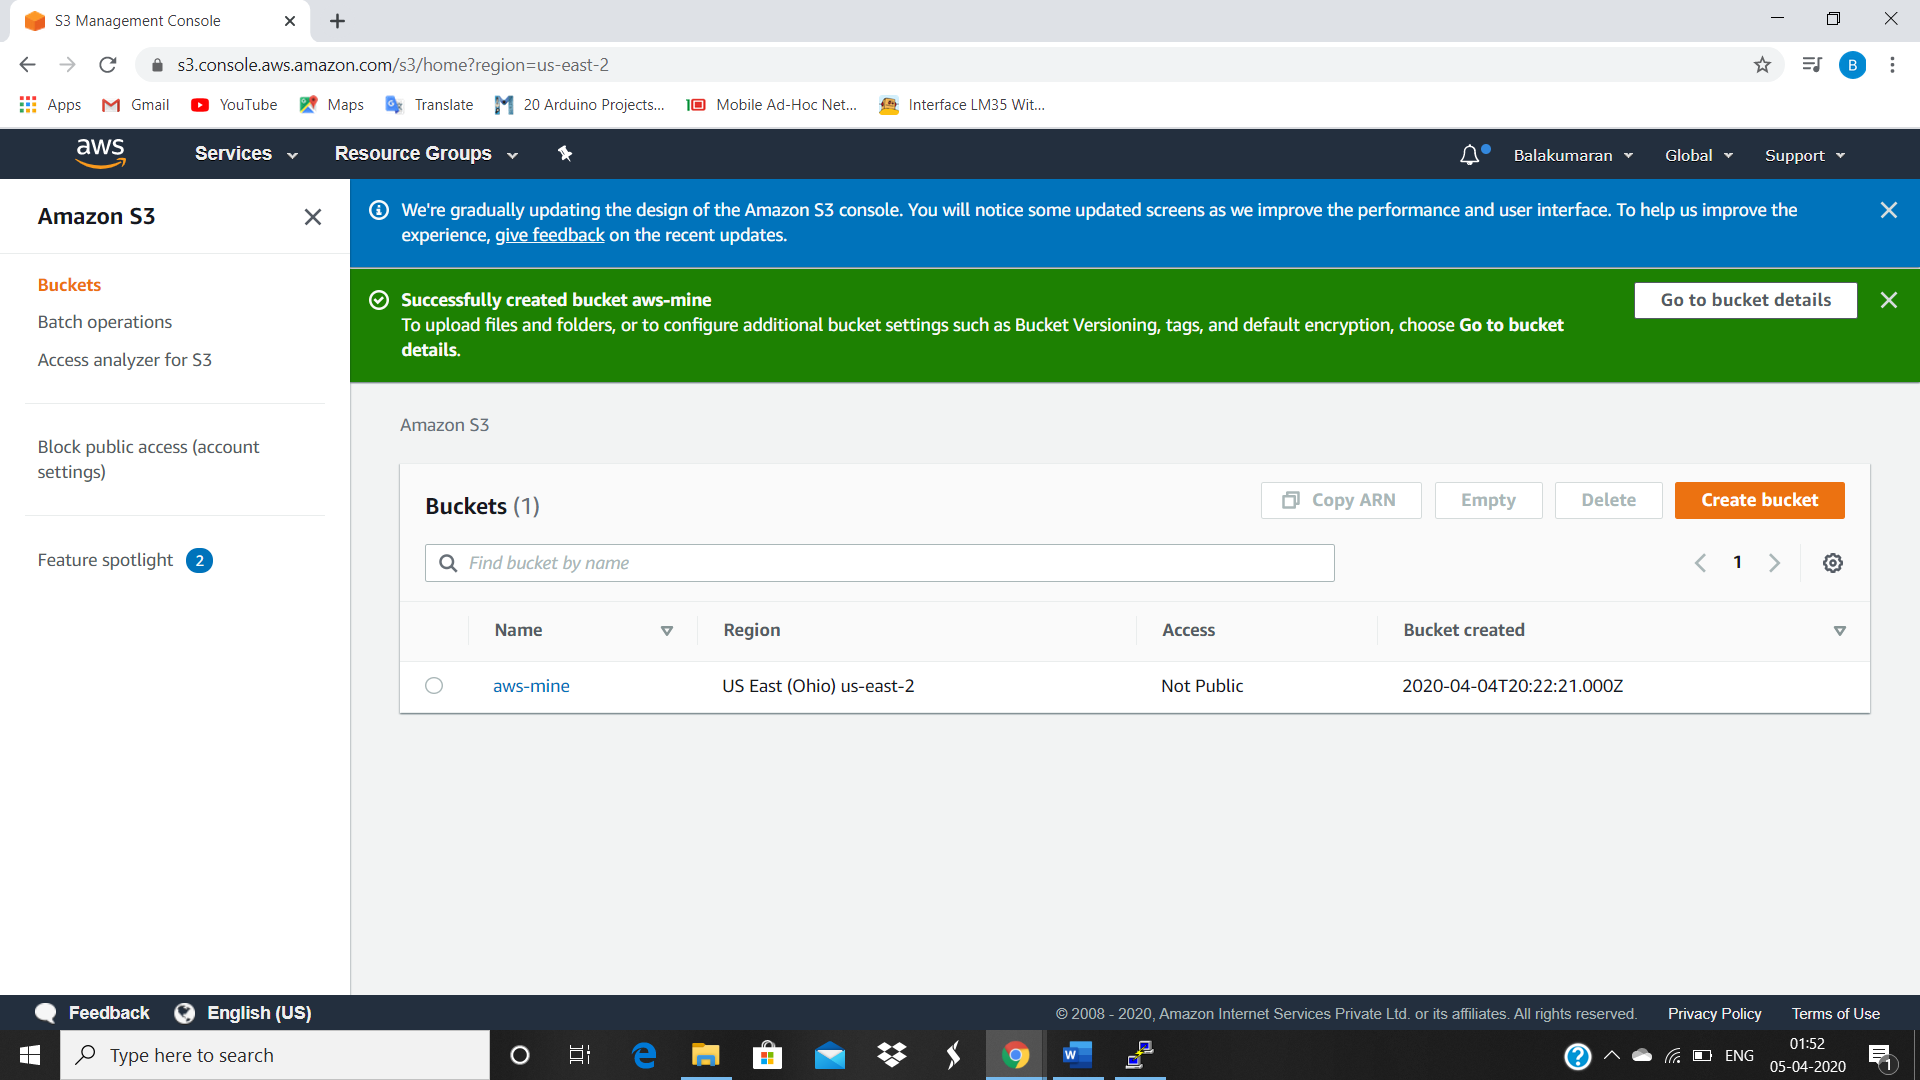 S3 Management Console
s3.console.aws.amazon.com/s3/home?region=us-east-2
B
Apps Gmail YouTube Maps Translate 20 Arduino Projects... Mobile Ad-Hoc Net... Interface LM35 Wit...
aws Services Resource Groups Balakumaran Global Support
Amazon S3
Buckets
Batch operations
Access analyzer for S3
Block public access (account
settings)
Feature spotlight 2
We're gradually updating the design of the Amazon S3 console. You will notice some updated screens as we improve the performance and user interface. To help us improve the
experience, give feedback on the recent updates.
Successfully created bucket aws-mine
Go to bucket details
To upload files and folders, or to configure additional bucket settings such as Bucket Versioning, tags, and default encryption, choose Go to bucket
details.
Amazon S3
Buckets (1)
Copy ARN Empty Delete Create bucket
Find bucket by name
1
Name Region Access Bucket created
aws-mine US East (Ohio) us-east-2 Not Public 2020-04-04T20:22:21.000Z
Feedback English (US) © 2008 - 2020, Amazon Internet Services Private Ltd. or its affiliates. All rights reserved. Privacy Policy Terms of Use
Type here to search
ENG
01:52
05-04-2020
1